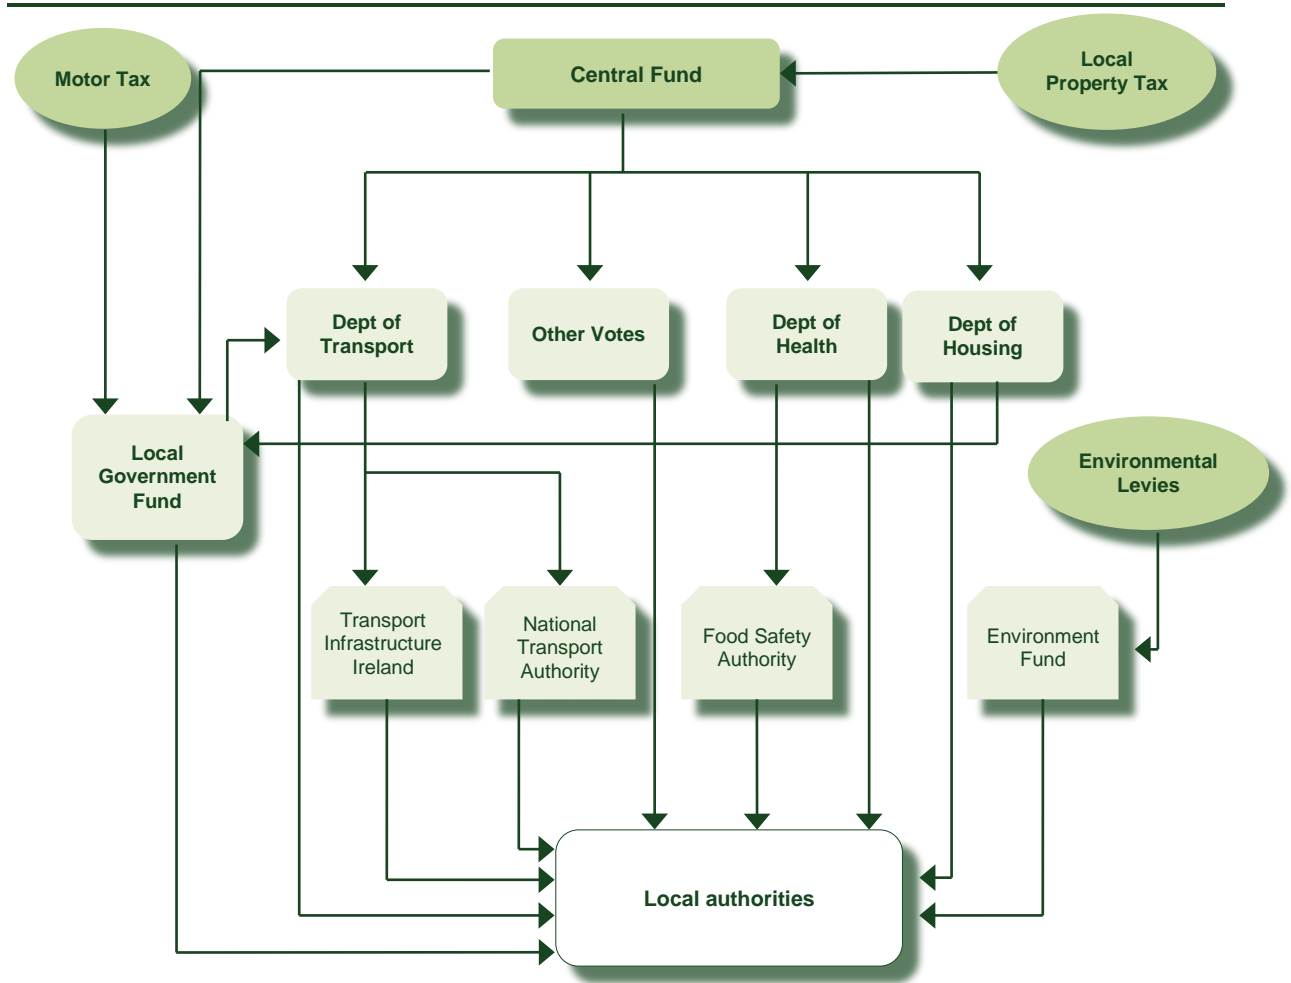 Motor Tax
Central Fund
Local
Property Tax
Dept of
Transport
Other Votes
Dept of
Health
Dept of
Housing
Local
Government
Fund
Environmental
Levies
Transport
Infrastructure
Ireland
National
Transport
Authority
Food Safety
Authority
Environment
Fund
Local authorities